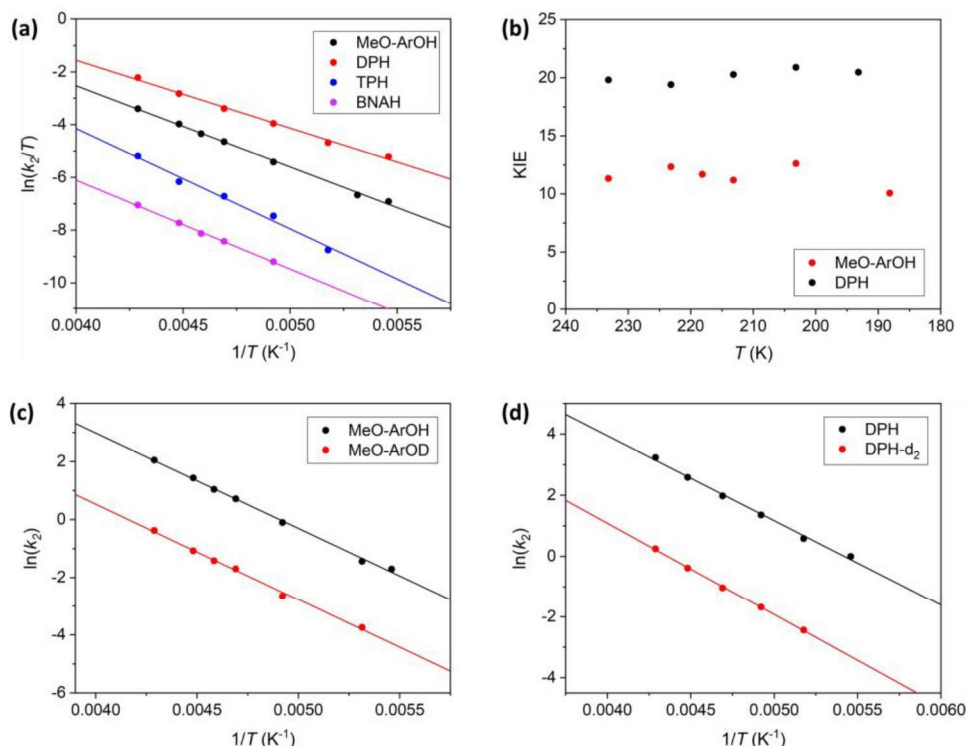 (a)
ln(k₂/T)
0
-2
-4
-6
-8
-10
MeO-ArOH
DPH
TPH
BNAH
0.0040 0.0045 0.0050 0.0055
1/T (K⁻¹)
(b)
KIE
25
20
15
10
5
0
MeO-ArOH
DPH
240 230 220 210 200 190 180
T (K)
(c)
ln(k₂)
4
2
0
-2
-4
-6
MeO-ArOH
MeO-ArOD
0.0040 0.0045 0.0050 0.0055
1/T (K⁻¹)
(d)
ln(k₂)
4
2
0
-2
-4
DPH
DPH-d₂
0.0040 0.0045 0.0050 0.0055 0.0060
1/T (K⁻¹)